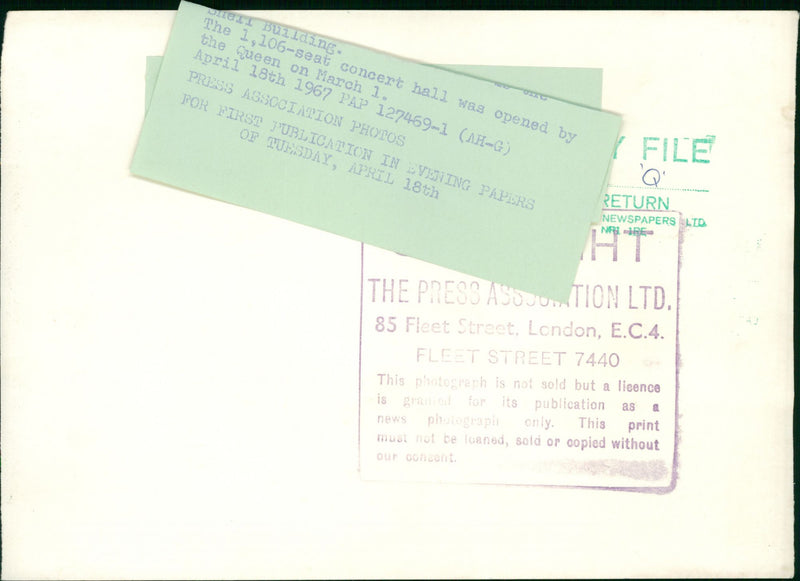 Shell Building.
the
The 1,106-seat concert hall was opened by
the Queen on March 1.
April 18th 1967 PAP 127469-1 (AH-G)
PRESS ASSOCIATION PHOTOS
FOR FIRST PUBLICATION IN EVENING PAPERS
OF TUESDAY, APRIL 18th
Y FILE
'Q'
RETURN
NEWSPAPERS LTD.
NR1 1RE
HT
THE PRESS ASSOCIATION LTD.
85 Fleet Street, London, E.C.4.
FLEET STREET 7440
This photograph is not sold but a licence
is granted for its publication as a
news photograph only. This print
must not be loaned, sold or copied without
our consent.